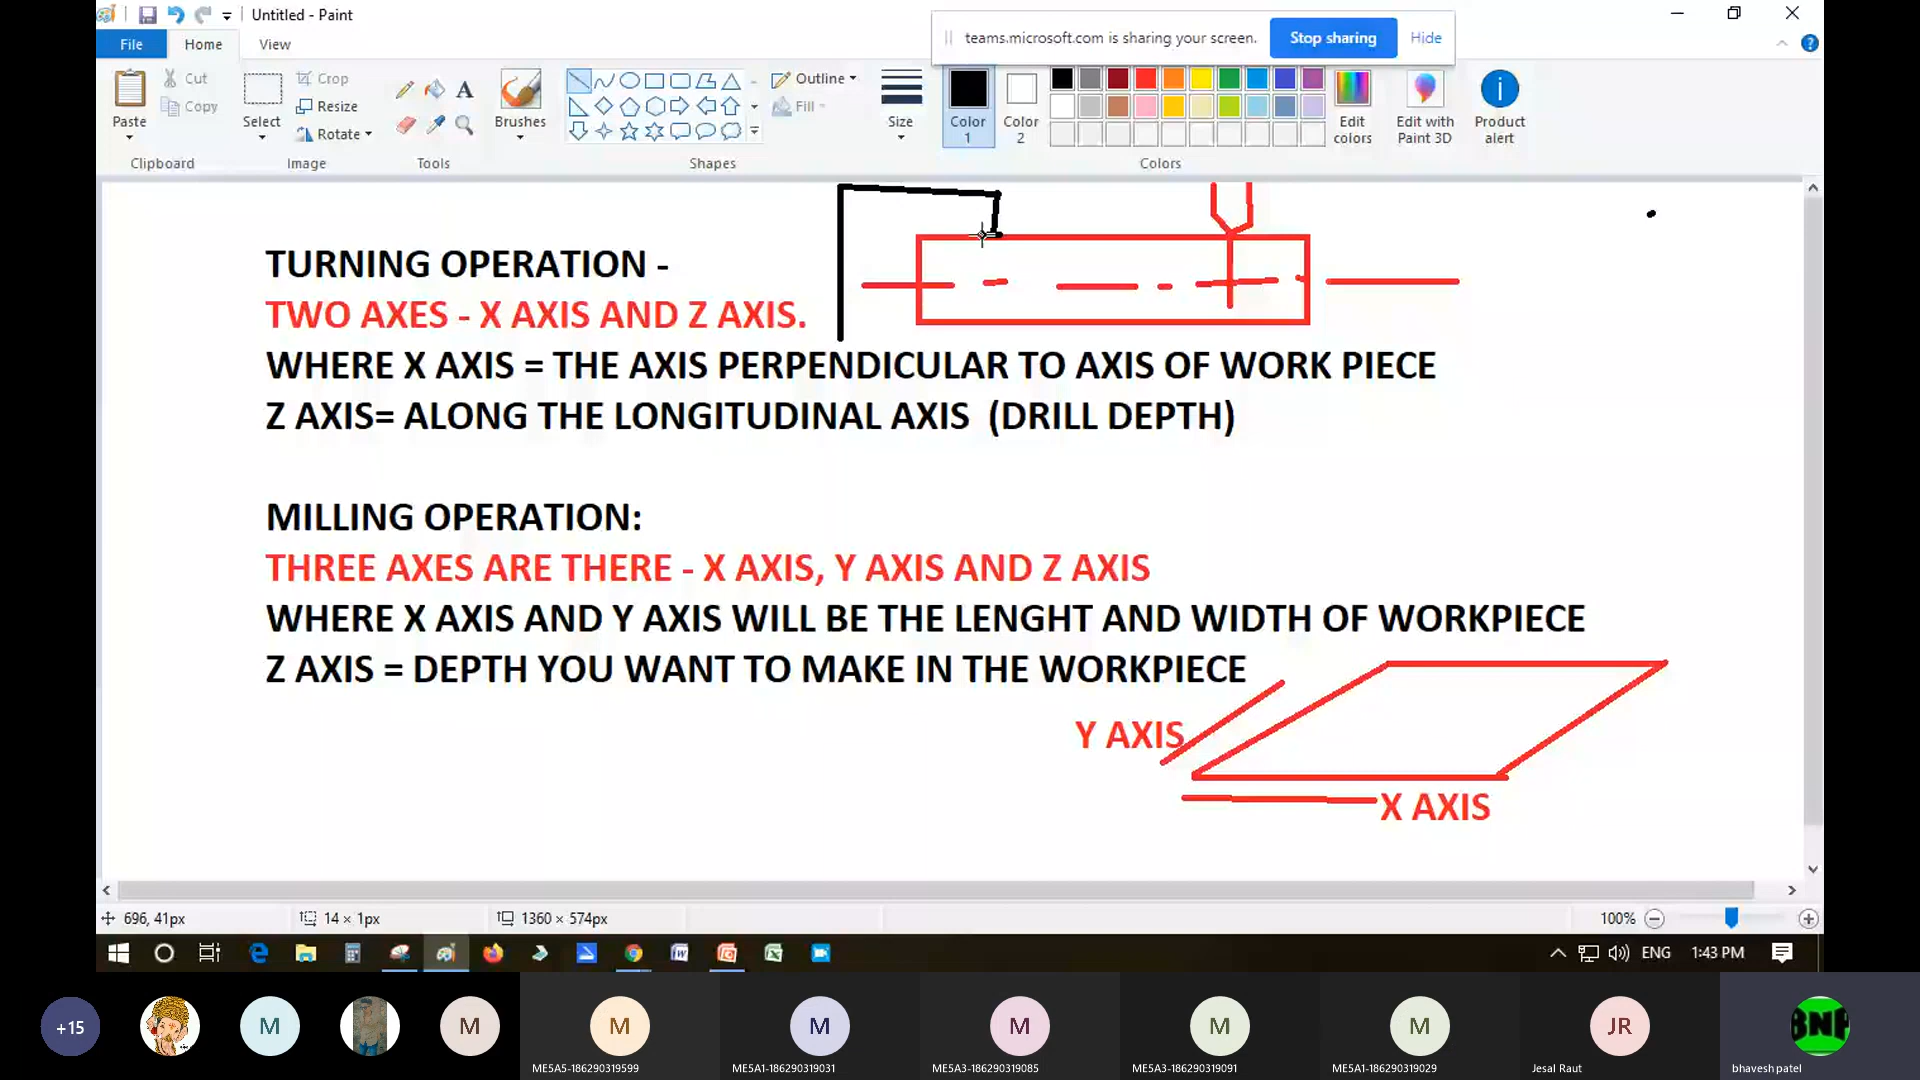 Untitled - Paint
teams.microsoft.com is sharing your screen.
Stop sharing
Hide
File
Home
View
Paste
Cut
Copy
Clipboard
Select
Crop
Resize
Rotate
Image
A
Tools
Brushes
Outline
Fill
Shapes
Size
Color
1
Color
2
Edit
colors
Edit with
Paint 3D
Product
alert
Colors
TURNING OPERATION -
TWO AXES - X AXIS AND Z AXIS.
WHERE X AXIS = THE AXIS PERPENDICULAR TO AXIS OF WORK PIECE
Z AXIS= ALONG THE LONGITUDINAL AXIS (DRILL DEPTH)
MILLING OPERATION:
THREE AXES ARE THERE - X AXIS, Y AXIS AND Z AXIS
WHERE X AXIS AND Y AXIS WILL BE THE LENGHT AND WIDTH OF WORKPIECE
Z AXIS = DEPTH YOU WANT TO MAKE IN THE WORKPIECE
Y AXIS
X AXIS
696, 41px
14 × 1px
1360 × 574px
100%
ENG
1:43 PM
+15
M
M
M
M
M
M
M
JR
BNP
ME5A5-186290319599
ME5A1-186290319031
ME5A3-186290319085
ME5A3-186290319091
ME5A1-186290319029
Jesal Raut
bhavesh patel